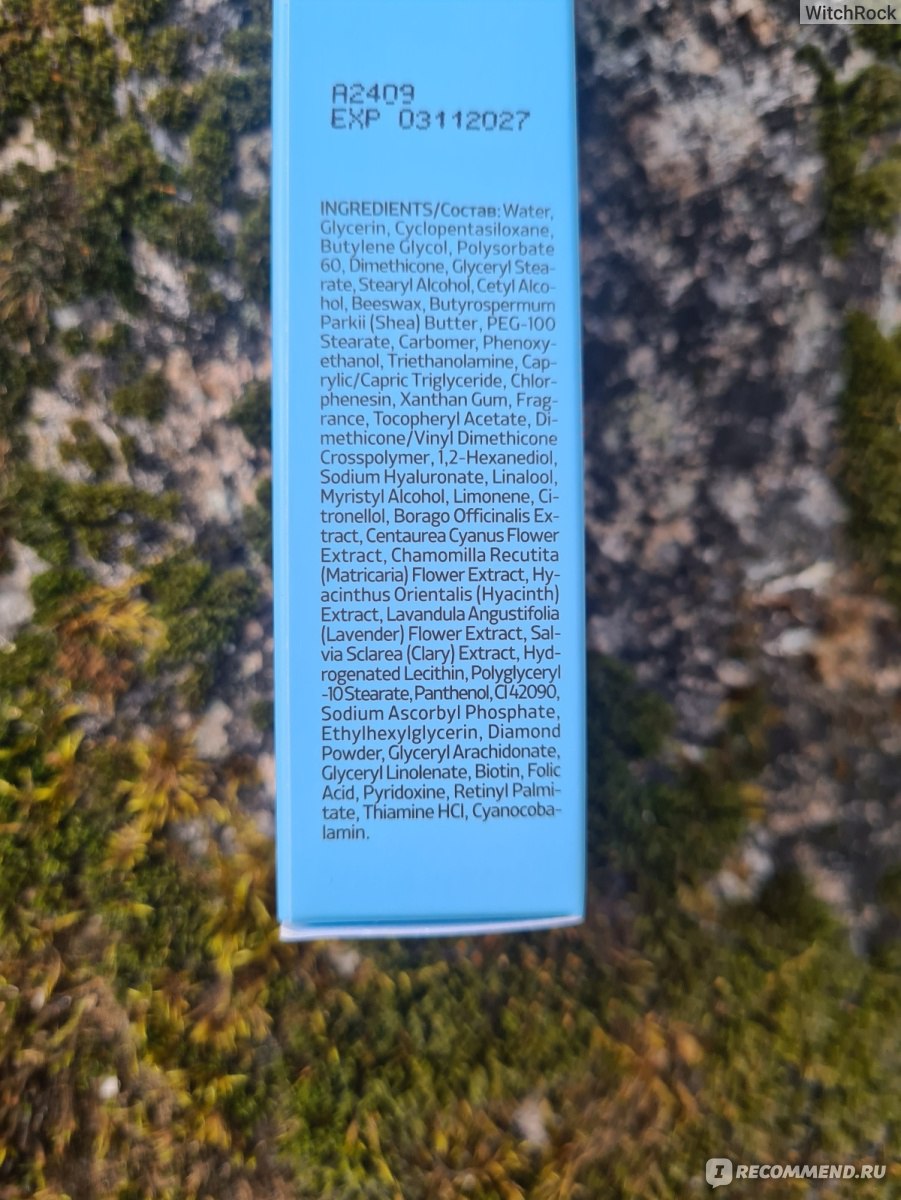 WitchRock
A2409
EXP 03112027
INGREDIENTS/Состав: Water,
Glycerin, Cyclopentasiloxane,
Butylene Glycol, Polysorbate
60, Dimethicone, Glyceryl Stea-
rate, Stearyl Alcohol, Cetyl Alco-
hol, Beeswax, Butyrospermum
Parkii (Shea) Butter, PEG-100
Stearate, Carbomer, Phenoxy-
ethanol, Triethanolamine, Cap-
rylic/Capric Triglyceride, Chlor-
phenesin, Xanthan Gum, Frag-
rance, Tocopheryl Acetate, Di-
methicone/Vinyl Dimethicone
Crosspolymer, 1,2-Hexanediol,
Sodium Hyaluronate, Linalool,
Myristyl Alcohol, Limonene, Ci-
tronellol, Borago Officinalis Ex-
tract, Centaurea Cyanus Flower
Extract, Chamomilla Recutita
(Matricaria) Flower Extract, Hy-
acinthus Orientalis (Hyacinth)
Extract, Lavandula Angustifolia
(Lavender) Flower Extract, Sal-
via Sclarea (Clary) Extract, Hyd-
rogenated Lecithin, Polyglyceryl
-10 Stearate, Panthenol, CI 42090,
Sodium Ascorbyl Phosphate,
Ethylhexylglycerin, Diamond
Powder, Glyceryl Arachidonate,
Glyceryl Linolenate, Biotin, Folic
Acid, Pyridoxine, Retinyl Palmi-
tate, Thiamine HCl, Cyanocoba-
lamin.
RECOMMEND.RU